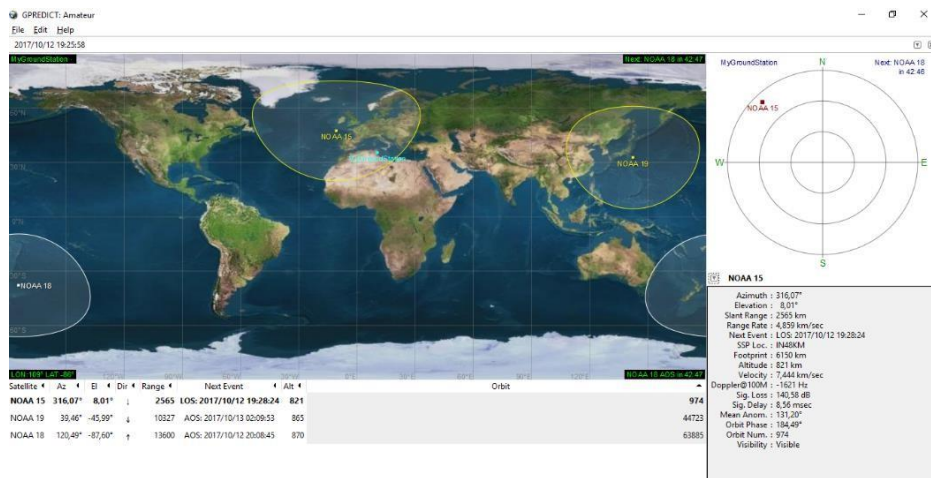 GPREDICT: Amateur
File Edit Help
2017/10/12 19:25:58
MyGroundStation
Next: NOAA 18 in 42:47
NOAA 15
MyGroundStation
NOAA 19
NOAA 18
LON:169° LAT:-86°
NOAA 18 AOS in 42:47
MyGroundStation
N
Next: NOAA 18
in 42:46
NOAA 15
W
E
S
NOAA 15
Azimuth : 316,07°
Elevation : 8,01°
Slant Range : 2565 km
Range Rate : 4,859 km/sec
Next Event : LOS: 2017/10/12 19:28:24
SSP Loc. : IN48KM
Footprint : 6150 km
Altitude : 821 km
Velocity : 7,444 km/sec
Doppler@100M : -1621 Hz
Sig. Loss : 140,58 dB
Sig. Delay : 8,56 msec
Mean Anom. : 131,20°
Orbit Phase : 184,49°
Orbit Num. : 974
Visibility : Visible
Satellite Az El Dir Range Next Event Alt Orbit
NOAA 15 316,07° 8,01° ↓ 2565 LOS: 2017/10/12 19:28:24 821 974
NOAA 19 39,46° -45,99° ↓ 10327 AOS: 2017/10/13 02:09:53 865 44723
NOAA 18 120,49° -87,60° ↑ 13600 AOS: 2017/10/12 20:08:45 870 63885